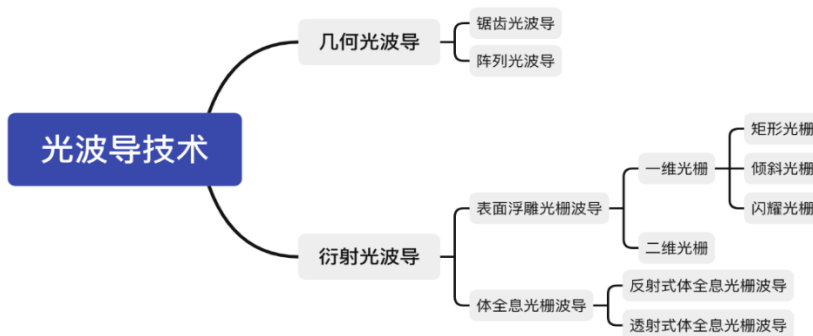 光波导技术
几何光波导
锯齿光波导
阵列光波导
衍射光波导
表面浮雕光栅波导
一维光栅
矩形光栅
倾斜光栅
闪耀光栅
二维光栅
体全息光栅波导
反射式体全息光栅波导
透射式体全息光栅波导